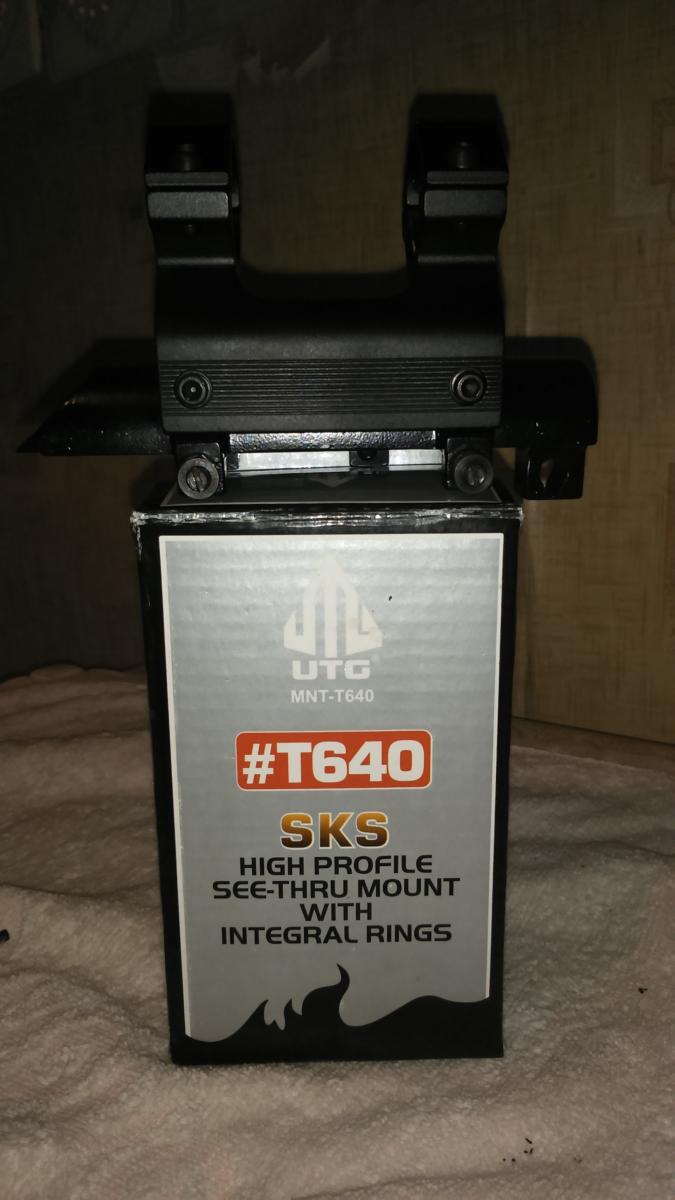 UTG
MNT-T640
#T640
SKS
HIGH PROFILE
SEE-THRU MOUNT
WITH
INTEGRAL RINGS